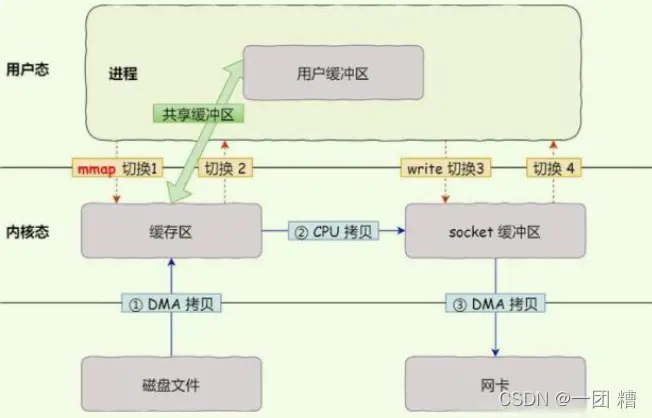 用户态
进程
用户缓冲区
共享缓冲区
mmap 切换1
切换 2
write 切换3
切换 4
内核态
缓存区
② CPU 拷贝
socket 缓冲区
① DMA 拷贝
③ DMA 拷贝
磁盘文件
网卡
CSDN @一团 糟